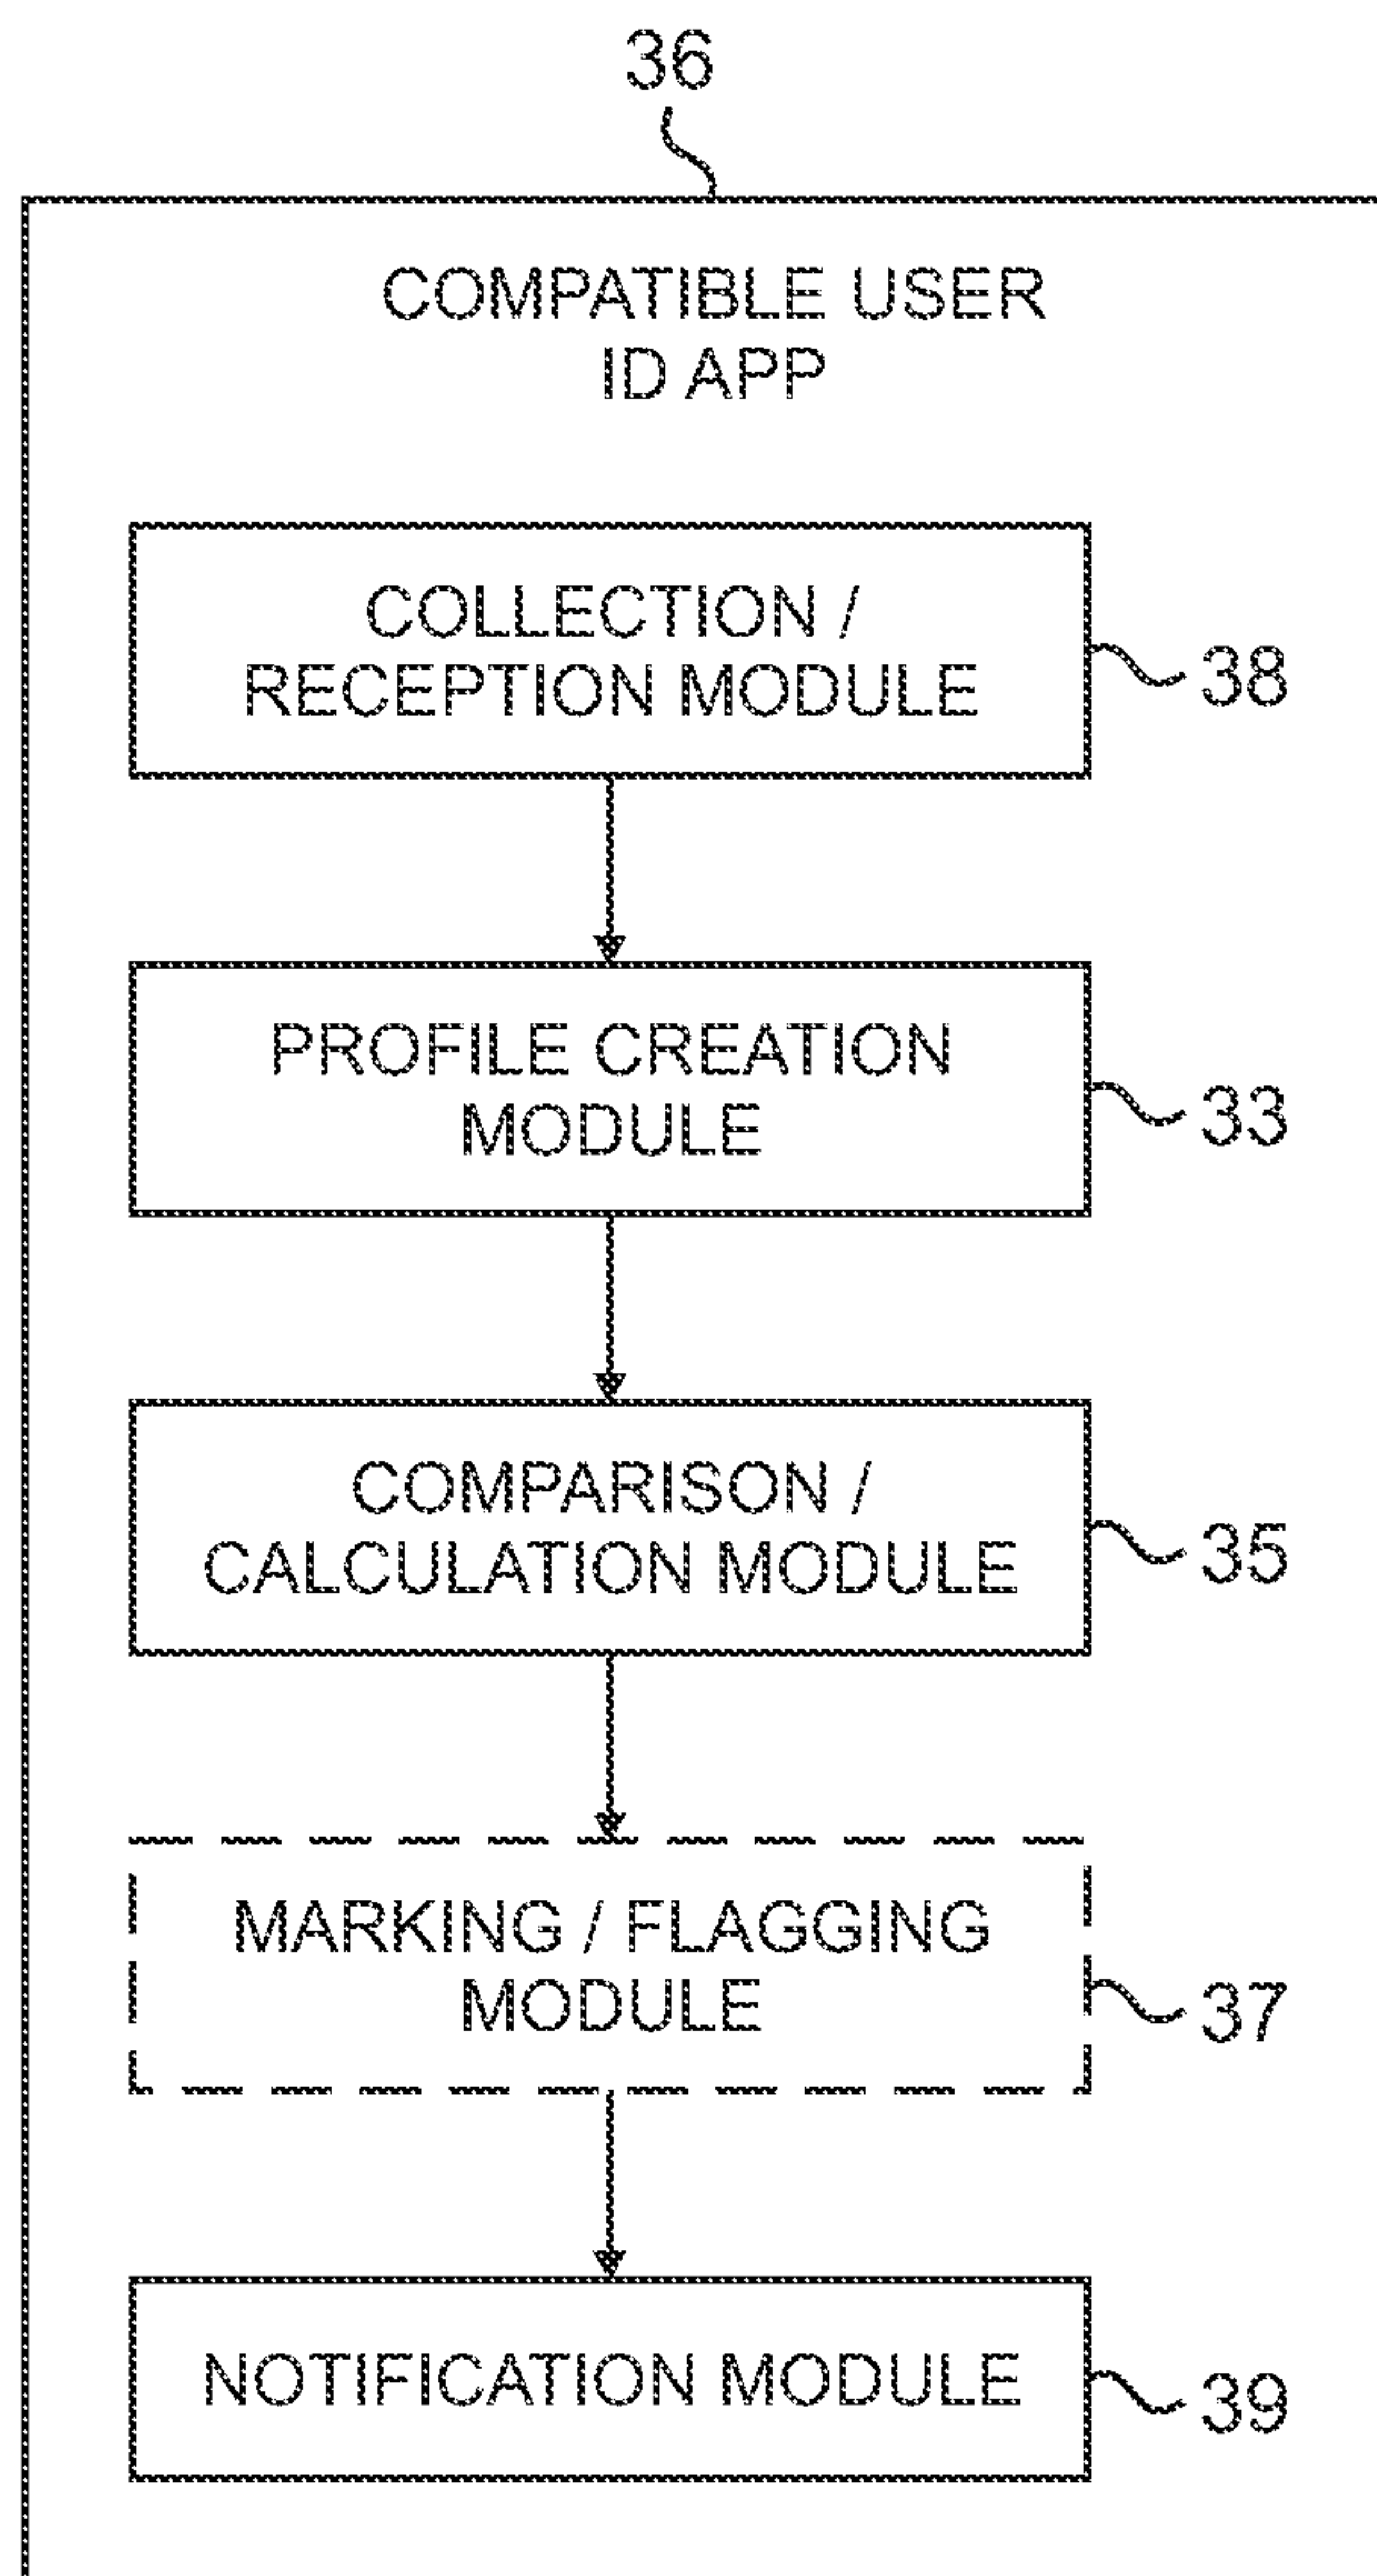 36
COMPATIBLE USER
ID APP
COLLECTION /
RECEPTION MODULE
38
PROFILE CREATION
MODULE
33
COMPARISON /
CALCULATION MODULE
35
MARKING / FLAGGING
MODULE
37
NOTIFICATION MODULE
39